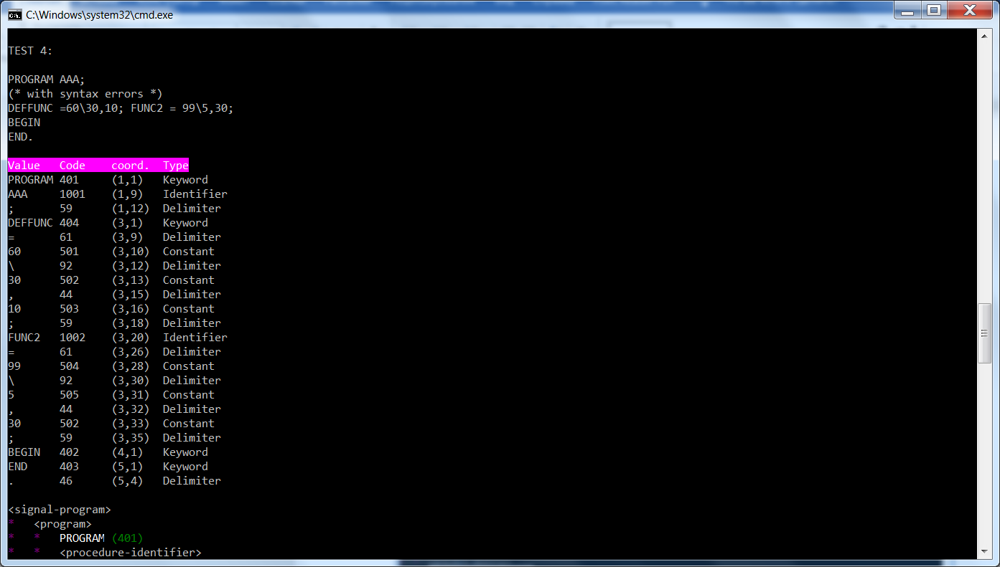 C:\Windows\system32\cmd.exe
TEST 4:
PROGRAM AAA;
(* with syntax errors *)
DEFFUNC =60\30,10; FUNC2 = 99\5,30;
BEGIN
END.
Value Code coord. Type
PROGRAM 401 (1,1) Keyword
AAA 1001 (1,9) Identifier
; 59 (1,12) Delimiter
DEFFUNC 404 (3,1) Keyword
= 61 (3,9) Delimiter
60 501 (3,10) Constant
\ 92 (3,12) Delimiter
30 502 (3,13) Constant
, 44 (3,15) Delimiter
10 503 (3,16) Constant
; 59 (3,18) Delimiter
FUNC2 1002 (3,20) Identifier
= 61 (3,26) Delimiter
99 504 (3,28) Constant
\ 92 (3,30) Delimiter
5 505 (3,31) Constant
, 44 (3,32) Delimiter
30 502 (3,33) Constant
; 59 (3,35) Delimiter
BEGIN 402 (4,1) Keyword
END 403 (5,1) Keyword
. 46 (5,4) Delimiter
<signal-program>
* <program>
* * PROGRAM (401)
* * <procedure-identifier>